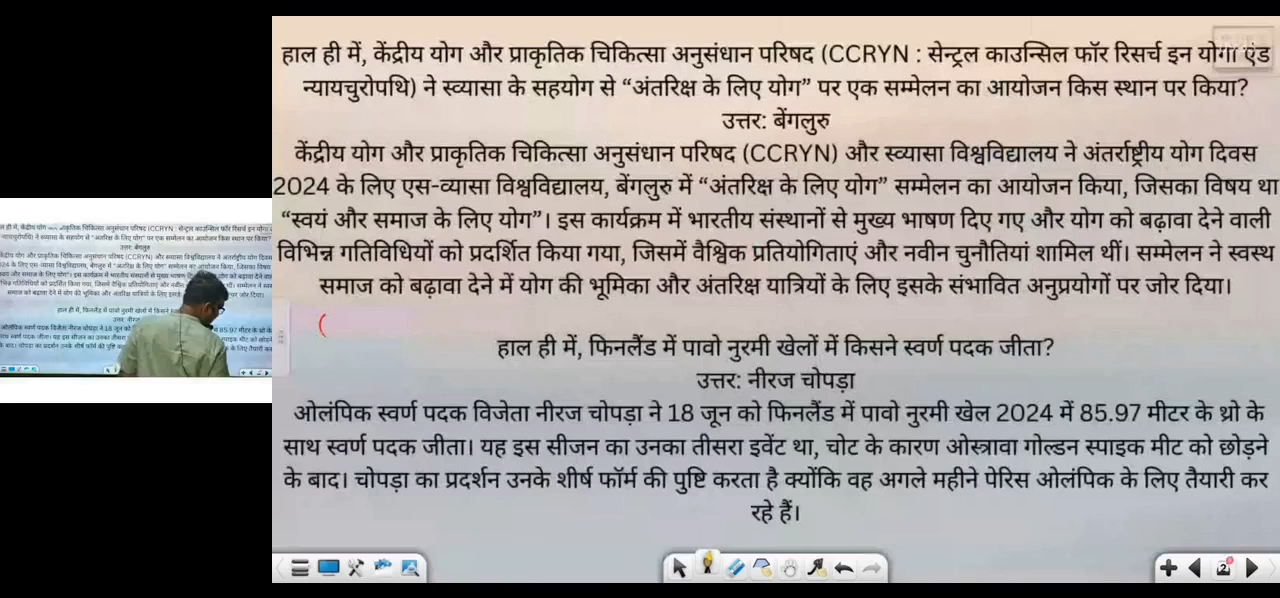 हाल ही में, केंद्रीय योग और प्राकृतिक चिकित्सा अनुसंधान परिषद (CCRYN : सेन्ट्रल काउन्सिल फॉर रिसर्च इन योगा एंड
न्यायचुरोपथि) ने स्व्यासा के सहयोग से “अंतरिक्ष के लिए योग” पर एक सम्मेलन का आयोजन किस स्थान पर किया?
उत्तर: बेंगलुरु
केंद्रीय योग और प्राकृतिक चिकित्सा अनुसंधान परिषद (CCRYN) और स्व्यासा विश्वविद्यालय ने अंतर्राष्ट्रीय योग दिवस
2024 के लिए एस-व्यासा विश्वविद्यालय, बेंगलुरु में “अंतरिक्ष के लिए योग” सम्मेलन का आयोजन किया, जिसका विषय था
“स्वयं और समाज के लिए योग”। इस कार्यक्रम में भारतीय संस्थानों से मुख्य भाषण दिए गए और योग को बढ़ावा देने वाली
विभिन्न गतिविधियों को प्रदर्शित किया गया, जिसमें वैश्विक प्रतियोगिताएं और नवीन चुनौतियां शामिल थीं। सम्मेलन ने स्वस्थ
समाज को बढ़ावा देने में योग की भूमिका और अंतरिक्ष यात्रियों के लिए इसके संभावित अनुप्रयोगों पर जोर दिया।
हाल ही में, फिनलैंड में पावो नुरमी खेलों में किसने स्वर्ण पदक जीता?
उत्तर: नीरज चोपड़ा
ओलंपिक स्वर्ण पदक विजेता नीरज चोपड़ा ने 18 जून को फिनलैंड में पावो नुरमी खेल 2024 में 85.97 मीटर के थ्रो के
साथ स्वर्ण पदक जीता। यह इस सीजन का उनका तीसरा इवेंट था, चोट के कारण ओस्त्रावा गोल्डन स्पाइक मीट को छोड़ने
के बाद। चोपड़ा का प्रदर्शन उनके शीर्ष फॉर्म की पुष्टि करता है क्योंकि वह अगले महीने पेरिस ओलंपिक के लिए तैयारी कर
रहे हैं।
2